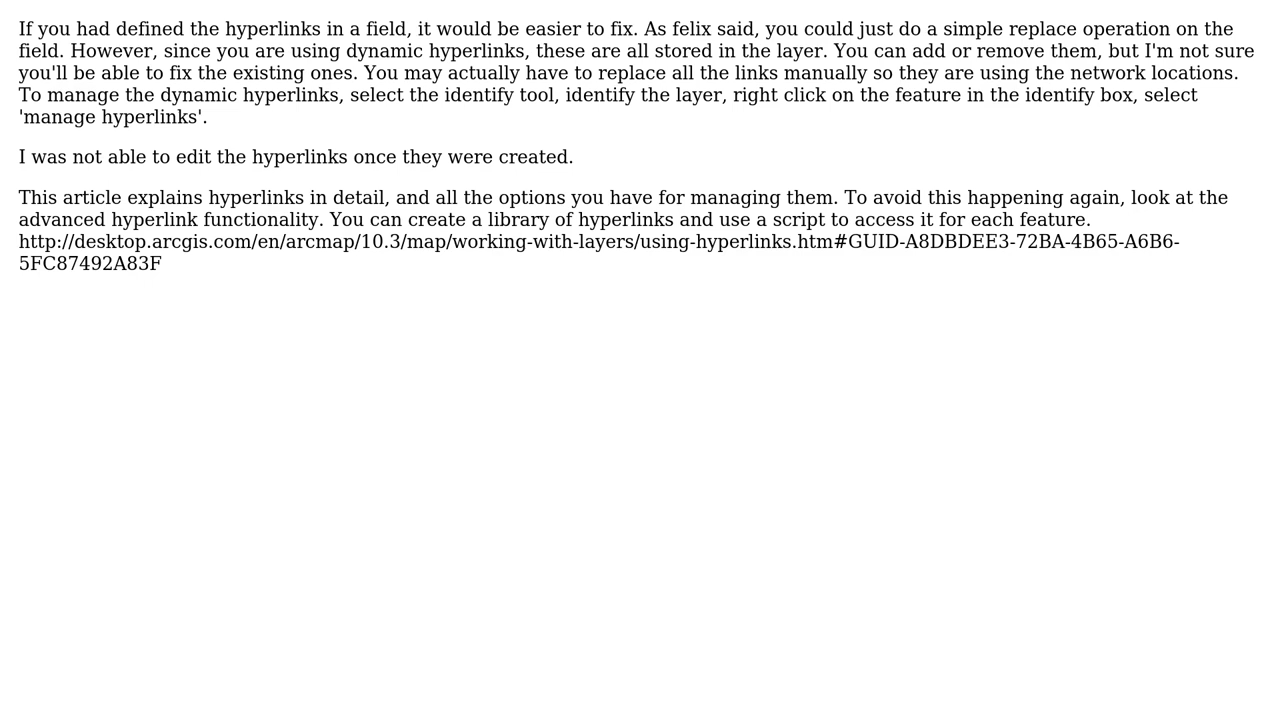 If you had defined the hyperlinks in a field, it would be easier to fix. As felix said, you could just do a simple replace operation on the
field. However, since you are using dynamic hyperlinks, these are all stored in the layer. You can add or remove them, but I'm not sure
you'll be able to fix the existing ones. You may actually have to replace all the links manually so they are using the network locations.
To manage the dynamic hyperlinks, select the identify tool, identify the layer, right click on the feature in the identify box, select
'manage hyperlinks'.
I was not able to edit the hyperlinks once they were created.
This article explains hyperlinks in detail, and all the options you have for managing them. To avoid this happening again, look at the
advanced hyperlink functionality. You can create a library of hyperlinks and use a script to access it for each feature.
http://desktop.arcgis.com/en/arcmap/10.3/map/working-with-layers/using-hyperlinks.htm#GUID-A8DBDEE3-72BA-4B65-A6B6-
5FC87492A83F